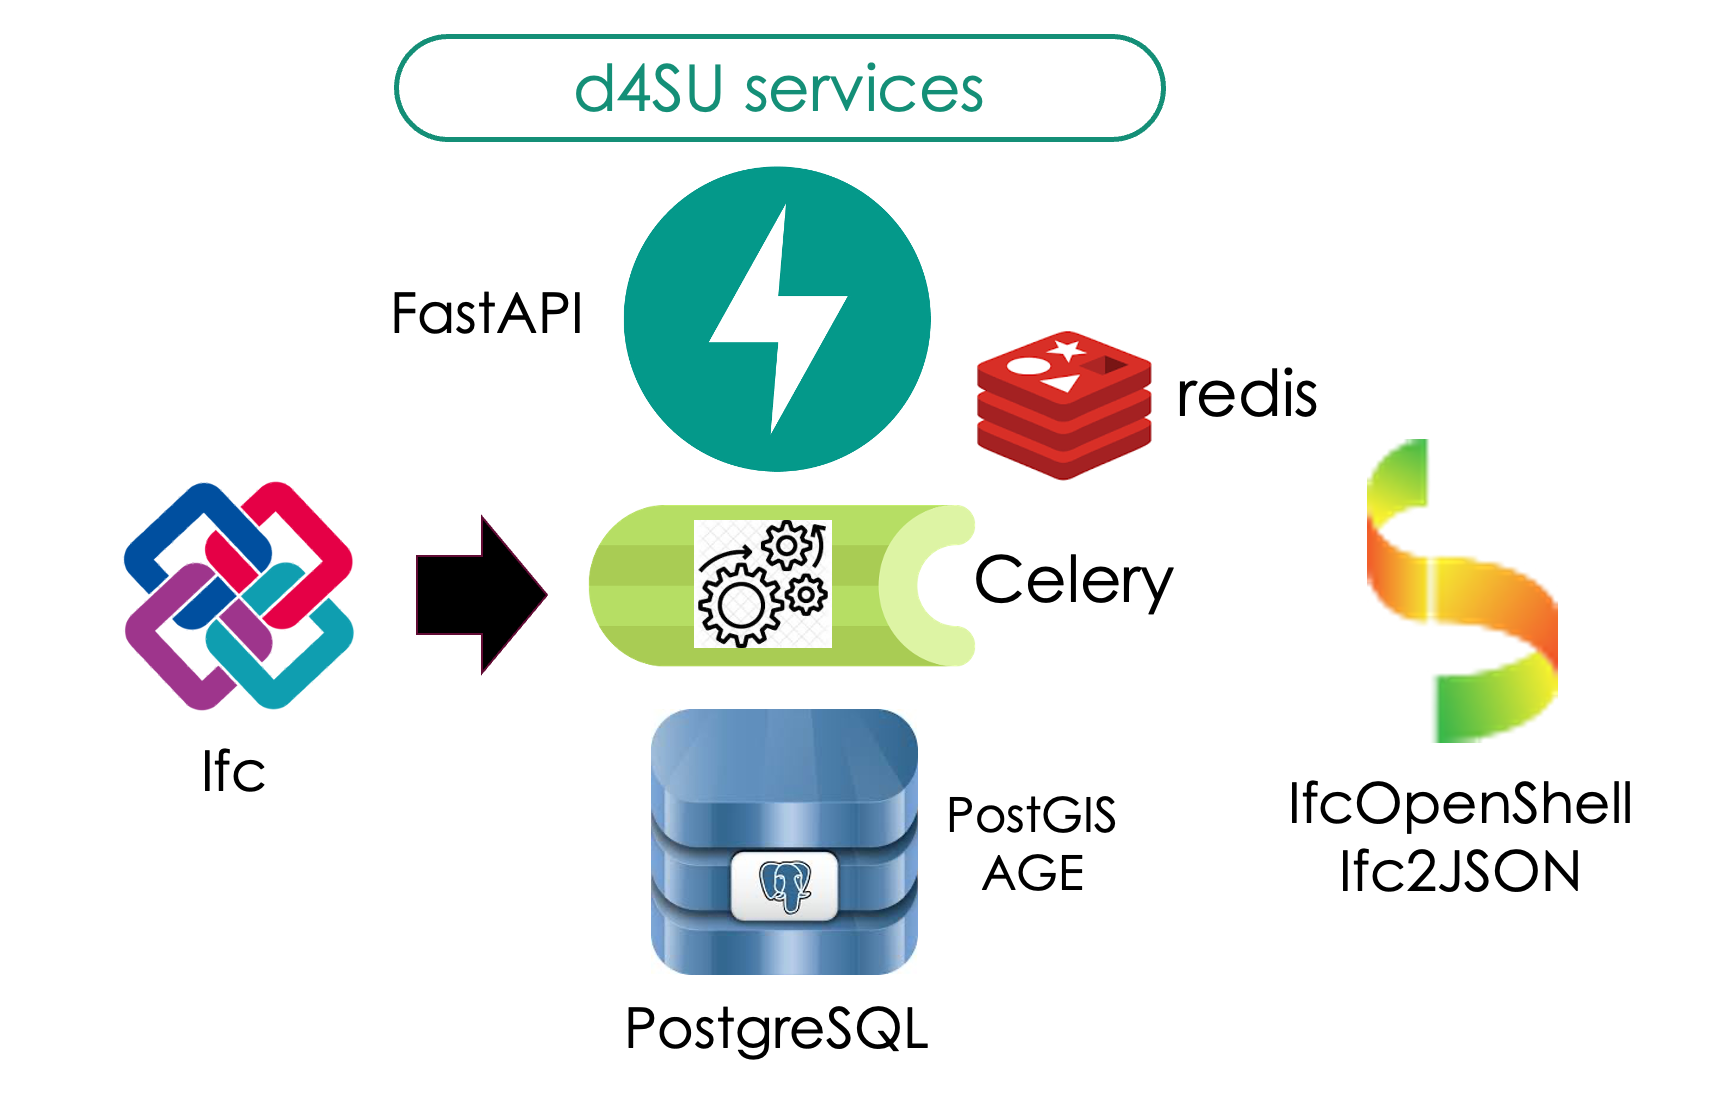 d4SU services
FastAPI
redis
Celery
Ifc
PostGIS
AGE
IfcOpenShell
Ifc2JSON
PostgreSQL